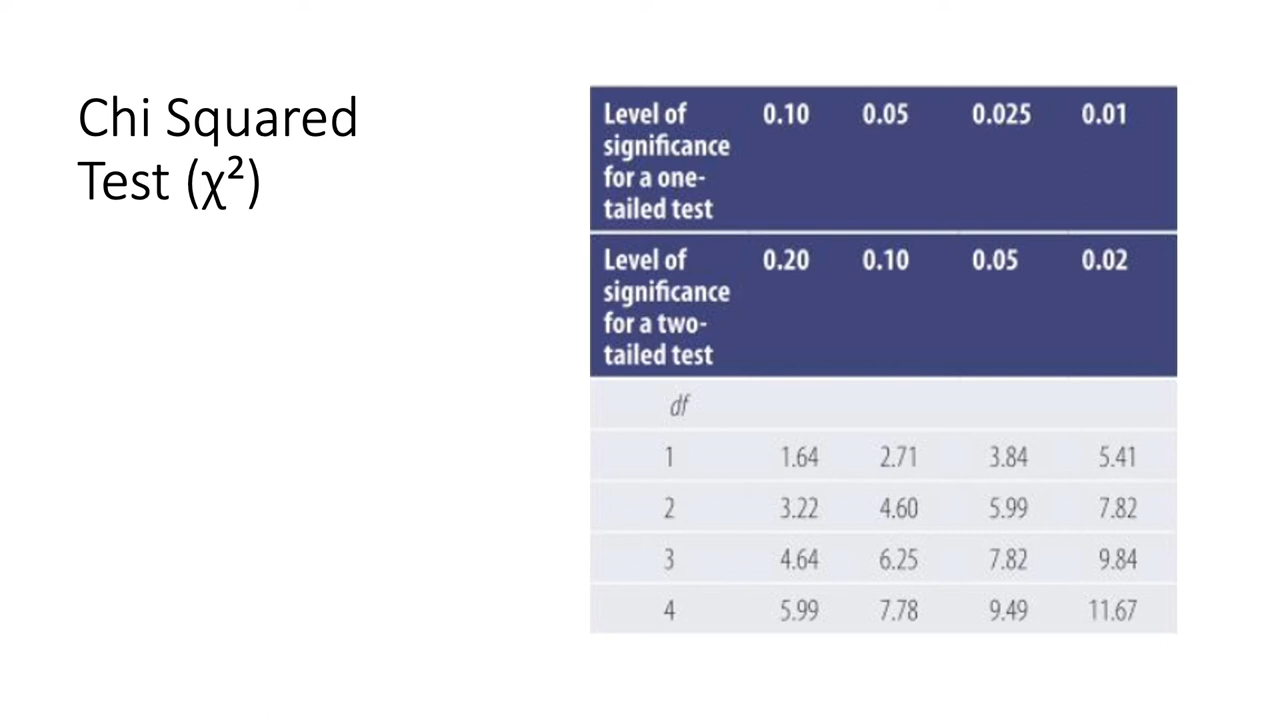 Chi Squared
Test (χ²)
Level of 0.10 0.05 0.025 0.01
significance
for a one-
tailed test
Level of 0.20 0.10 0.05 0.02
significance
for a two-
tailed test
df
1 1.64 2.71 3.84 5.41
2 3.22 4.60 5.99 7.82
3 4.64 6.25 7.82 9.84
4 5.99 7.78 9.49 11.67